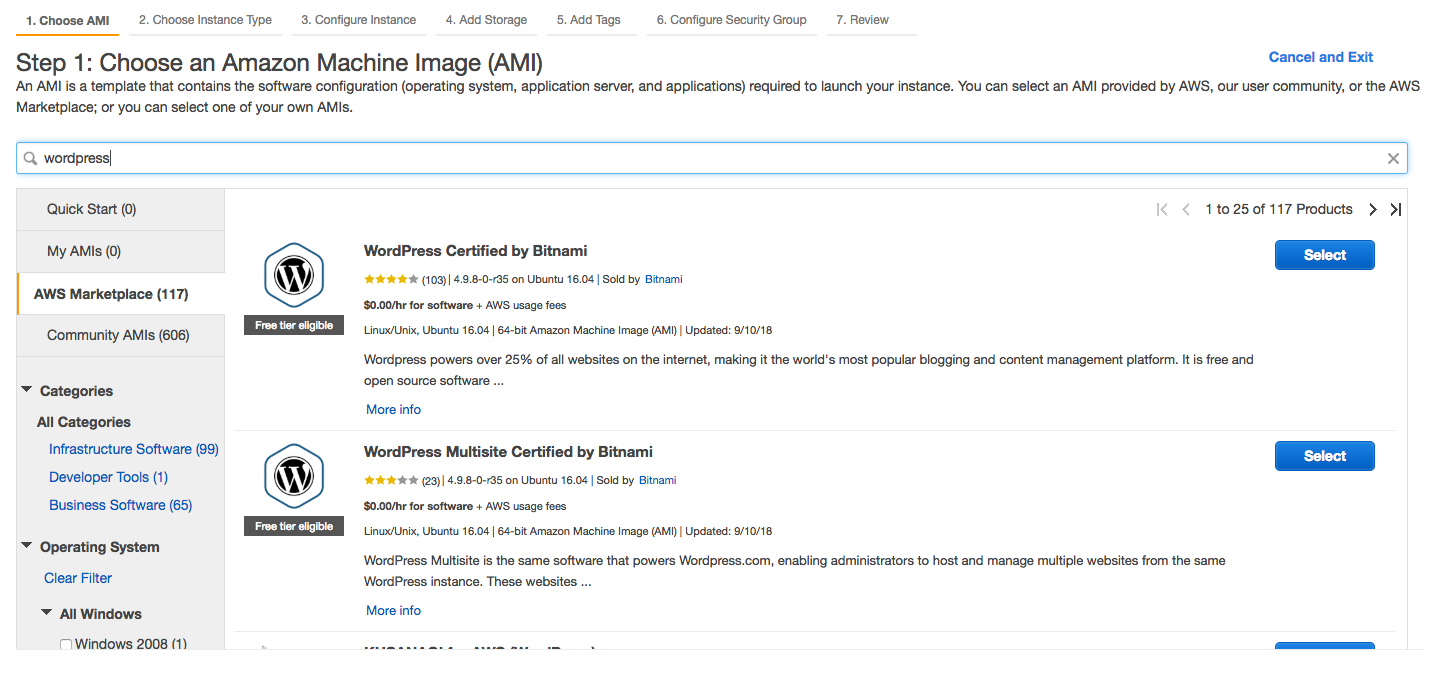 1. Choose AMI
2. Choose Instance Type
3. Configure Instance
4. Add Storage
5. Add Tags
6. Configure Security Group
7. Review
Step 1: Choose an Amazon Machine Image (AMI)
Cancel and Exit
An AMI is a template that contains the software configuration (operating system, application server, and applications) required to launch your instance. You can select an AMI provided by AWS, our user community, or the AWS
Marketplace; or you can select one of your own AMIs.
wordpress
Quick Start (0)
My AMIs (0)
AWS Marketplace (117)
Community AMIs (606)
Categories
All Categories
Infrastructure Software (99)
Developer Tools (1)
Business Software (65)
Operating System
Clear Filter
All Windows
Windows 2008 (1)
1 to 25 of 117 Products
WordPress Certified by Bitnami
Select
(103) | 4.9.8-0-r35 on Ubuntu 16.04 | Sold by Bitnami
$0.00/hr for software + AWS usage fees
Free tier eligible
Linux/Unix, Ubuntu 16.04 | 64-bit Amazon Machine Image (AMI) | Updated: 9/10/18
Wordpress powers over 25% of all websites on the internet, making it the world's most popular blogging and content management platform. It is free and
open source software ...
More info
WordPress Multisite Certified by Bitnami
Select
(23) | 4.9.8-0-r35 on Ubuntu 16.04 | Sold by Bitnami
$0.00/hr for software + AWS usage fees
Free tier eligible
Linux/Unix, Ubuntu 16.04 | 64-bit Amazon Machine Image (AMI) | Updated: 9/10/18
WordPress Multisite is the same software that powers Wordpress.com, enabling administrators to host and manage multiple websites from the same
WordPress instance. These websites ...
More info